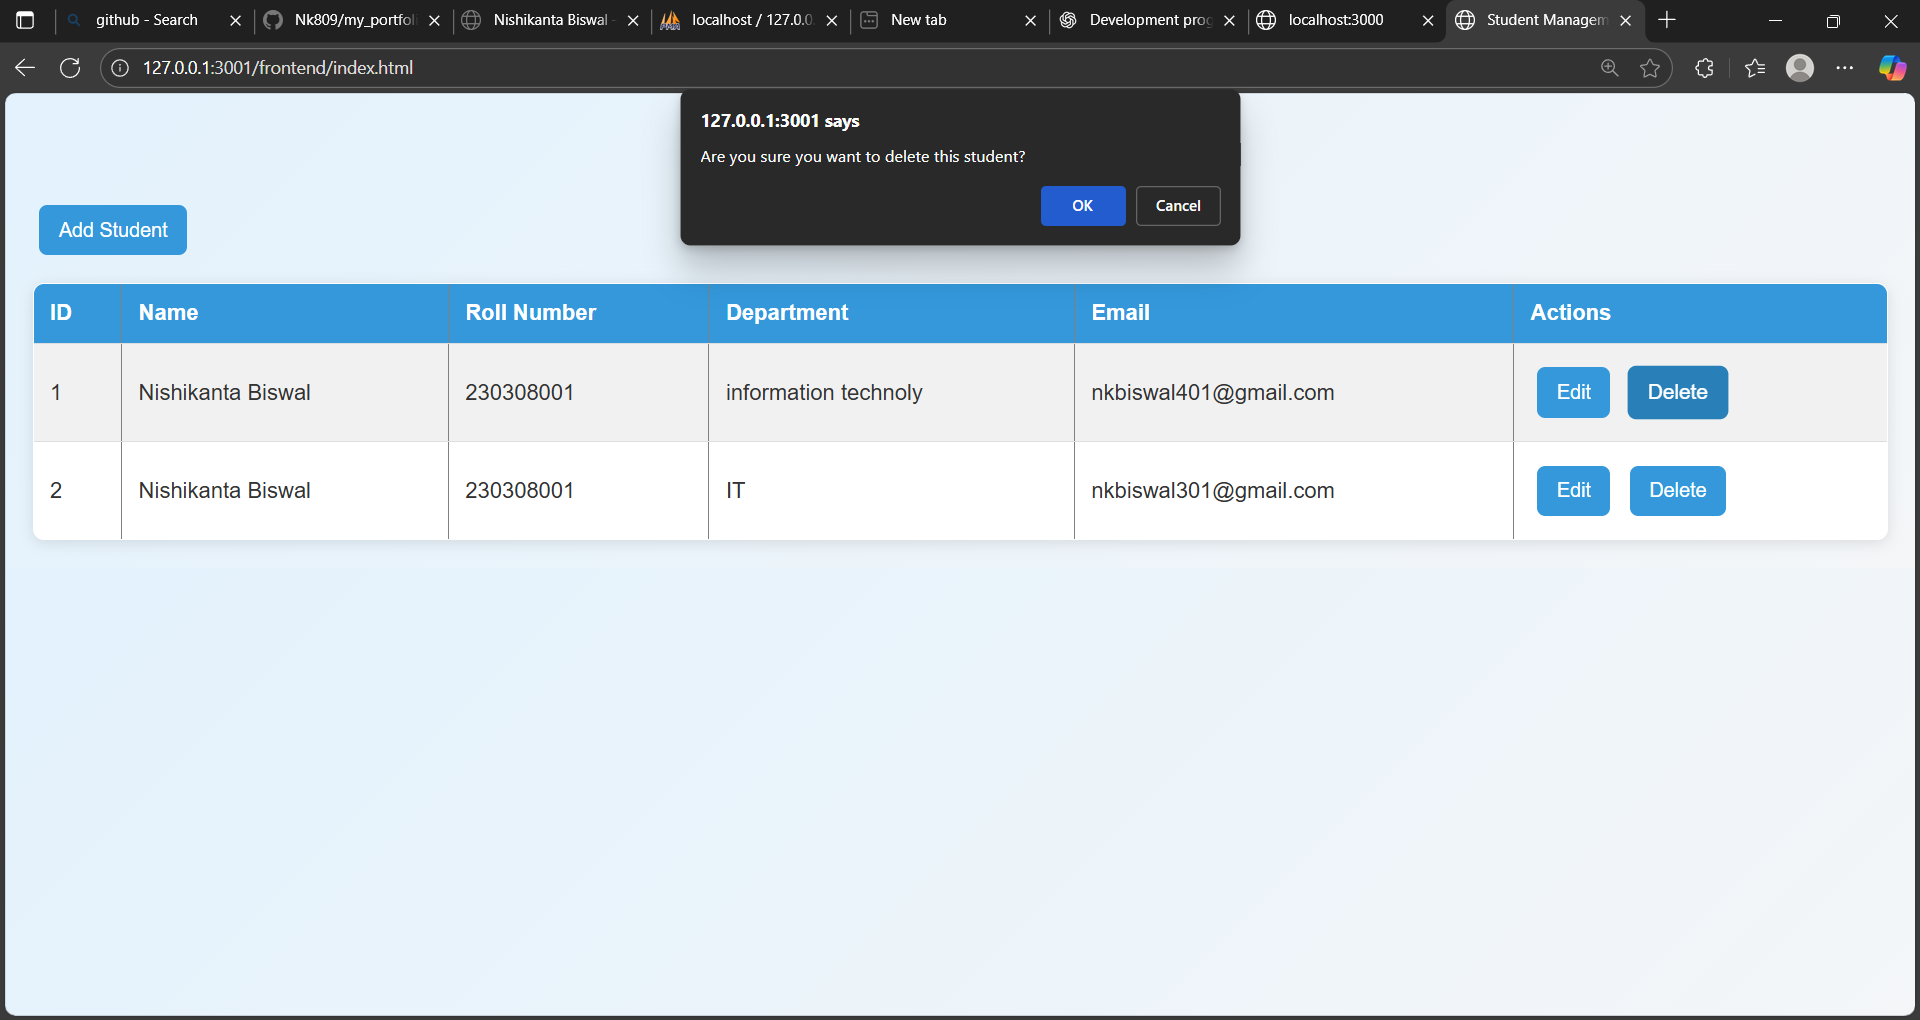 github - Search
Nk809/my_portfoli
Nishikanta Biswal -
localhost / 127.0.0.
New tab
Development prog
localhost:3000
Student Managem
127.0.0.1:3001/frontend/index.html
127.0.0.1:3001 says
Are you sure you want to delete this student?
OK Cancel
Add Student
ID Name Roll Number Department Email Actions
1 Nishikanta Biswal 230308001 information technoly nkbiswal401@gmail.com Edit Delete
2 Nishikanta Biswal 230308001 IT nkbiswal301@gmail.com Edit Delete